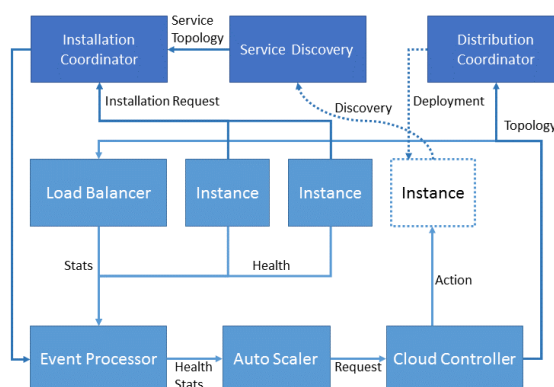 Installation
Coordinator
Service
Topology
Service Discovery
Distribution
Coordinator
Installation Request
Discovery
Deployment
Topology
Load Balancer
Instance
Instance
Instance
Stats
Health
Action
Event Processor
Health
Stats
Auto Scaler
Request
Cloud Controller